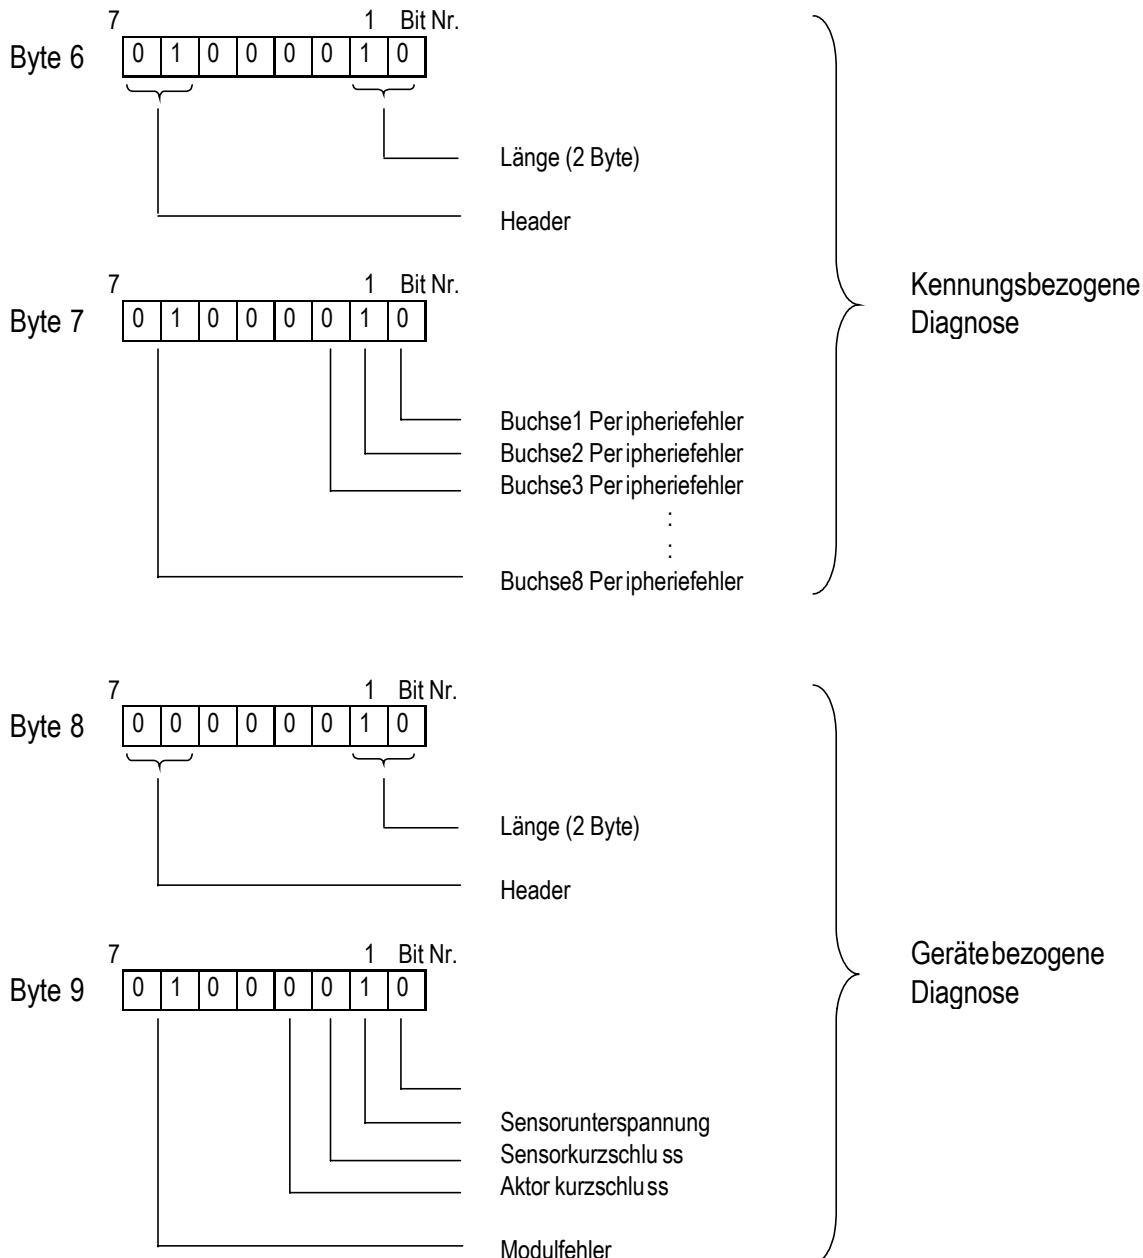 7 1 Bit Nr.
Byte 6 0 1 0 0 0 0 1 0
Länge (2 Byte)
Header
7 1 Bit Nr.
Byte 7 0 1 0 0 0 0 1 0
Buchse1 Peripheriefehler
Buchse2 Peripheriefehler
Buchse3 Peripheriefehler
:
:
Buchse8 Peripheriefehler
Kennungsbezogene
Diagnose
7 1 Bit Nr.
Byte 8 0 0 0 0 0 0 1 0
Länge (2 Byte)
Header
7 1 Bit Nr.
Byte 9 0 1 0 0 0 0 1 0
Sensorunterspannung
Sensorkurzschluss
Aktor kurzschluss
Modulfehler
Gerätebezogene
Diagnose